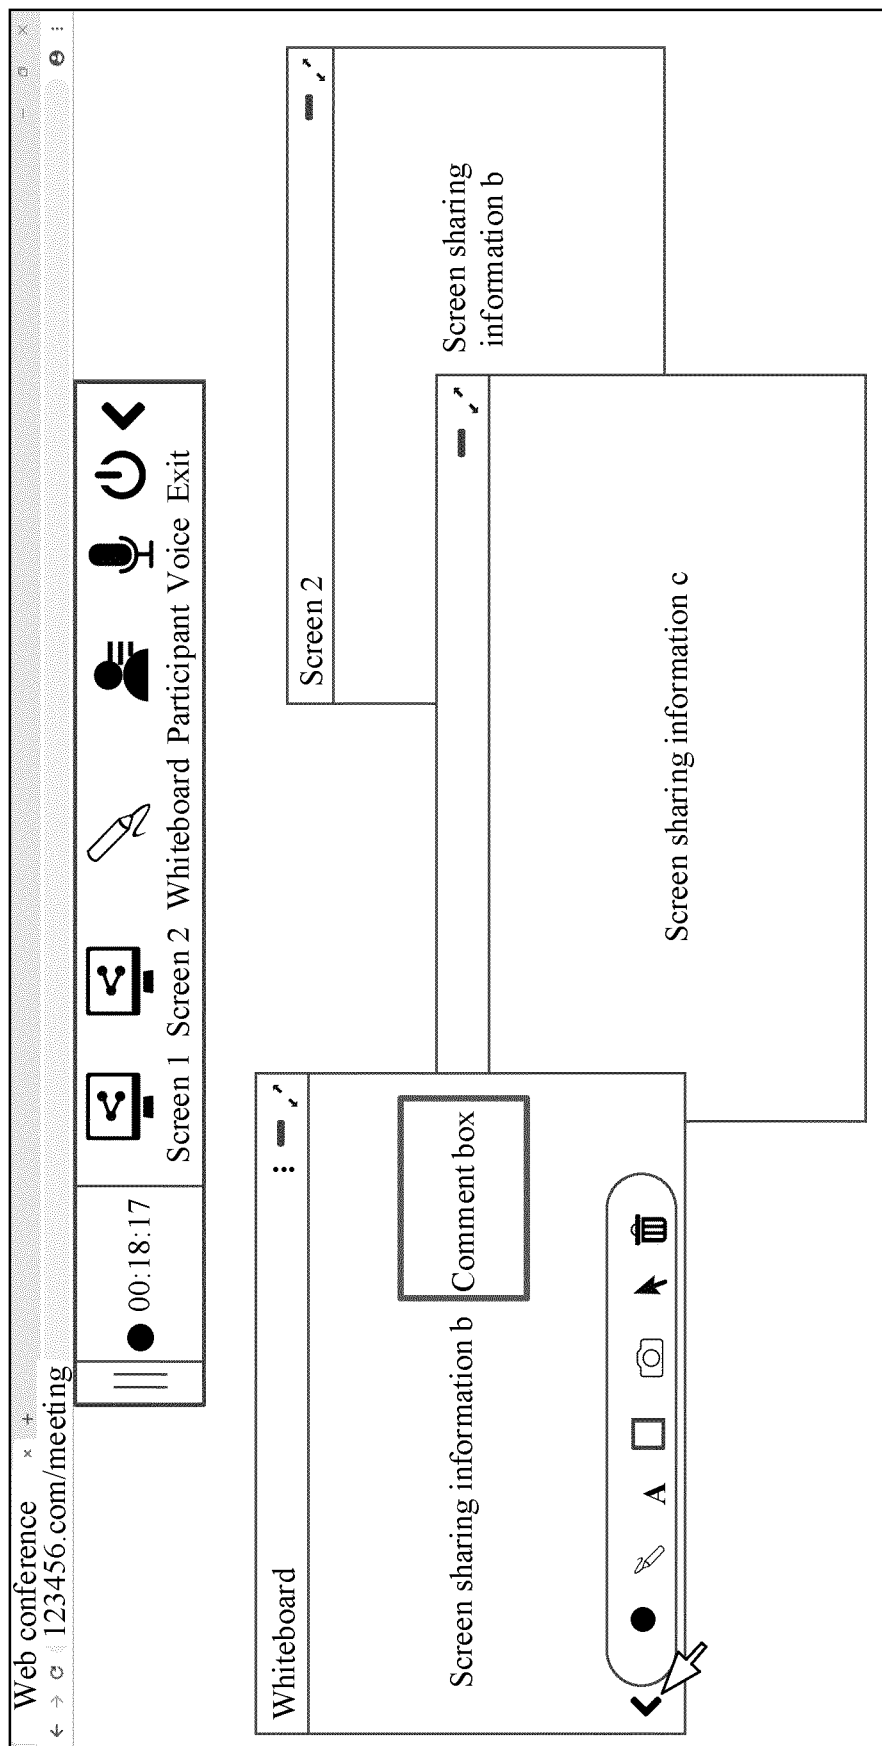 Web conference
123456.com/meeting
00:18:17
Screen 1 Screen 2 Whiteboard Participant Voice Exit
Whiteboard
Screen sharing information b
Comment box
A
Screen 2
Screen sharing
information b
Screen sharing information c